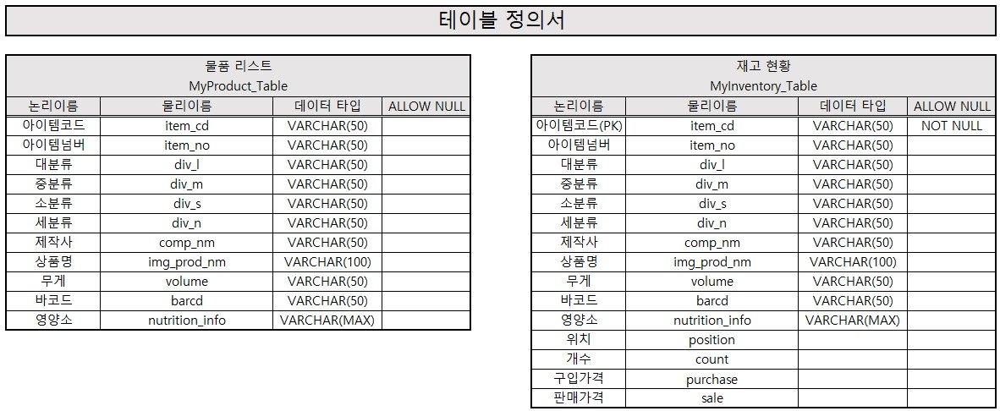 테이블 정의서
물품 리스트
MyProduct_Table
논리이름 물리이름 데이터 타입 ALLOW NULL
아이템코드 item_cd VARCHAR(50)
아이템넘버 item_no VARCHAR(50)
대분류 div_l VARCHAR(50)
중분류 div_m VARCHAR(50)
소분류 div_s VARCHAR(50)
세분류 div_n VARCHAR(50)
제작사 comp_nm VARCHAR(50)
상품명 img_prod_nm VARCHAR(100)
무게 volume VARCHAR(50)
바코드 barcd VARCHAR(50)
영양소 nutrition_info VARCHAR(MAX)
재고 현황
MyInventory_Table
논리이름 물리이름 데이터 타입 ALLOW NULL
아이템코드(PK) item_cd VARCHAR(50) NOT NULL
아이템넘버 item_no VARCHAR(50)
대분류 div_l VARCHAR(50)
중분류 div_m VARCHAR(50)
소분류 div_s VARCHAR(50)
세분류 div_n VARCHAR(50)
제작사 comp_nm VARCHAR(50)
상품명 img_prod_nm VARCHAR(100)
무게 volume VARCHAR(50)
바코드 barcd VARCHAR(50)
영양소 nutrition_info VARCHAR(MAX)
위치 position
개수 count
구입가격 purchase
판매가격 sale